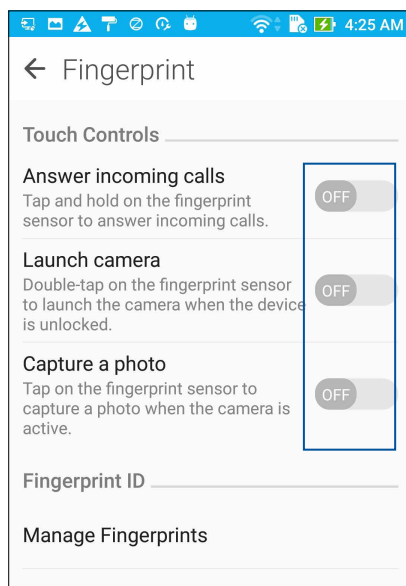 4:25 AM
Fingerprint
Touch Controls
Answer incoming calls
OFF
Tap and hold on the fingerprint
sensor to answer incoming calls.
Launch camera
Double-tap on the fingerprint sensor
OFF
to launch the camera when the device
is unlocked.
Capture a photo
Tap on the fingerprint sensor to
OFF
capture a photo when the camera is
active.
Fingerprint ID
Manage Fingerprints